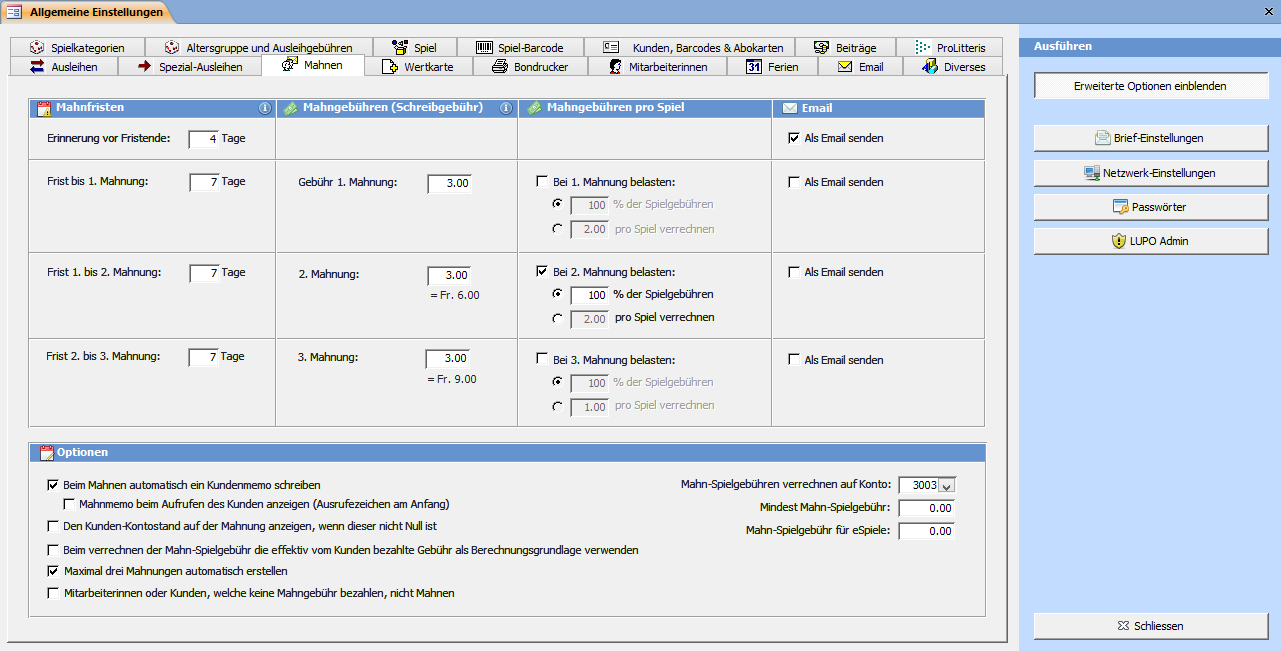 Allgemeine Einstellungen
Spielkategorien Altersgruppe und Ausleihgebühren Spiel Spiel-Barcode Kunden, Barcodes & Abokarten Beiträge ProLitteris
Ausleihen Spezial-Ausleihen Mahnen Wertkarte Bondrucker Mitarbeiterinnen 31 Ferien Email Diverses
Mahnfristen Mahngebühren (Schreibgebühr) Mahngebühren pro Spiel Email
Erinnerung vor Fristende: 4 Tage Als Email senden
Frist bis 1. Mahnung: 7 Tage Gebühr 1. Mahnung: 3.00 Bei 1. Mahnung belasten: Als Email senden
100 % der Spielgebühren
2.00 pro Spiel verrechnen
Frist 1. bis 2. Mahnung: 7 Tage 2. Mahnung: 3.00 Bei 2. Mahnung belasten: Als Email senden
= Fr. 6.00 100 % der Spielgebühren
2.00 pro Spiel verrechnen
Frist 2. bis 3. Mahnung: 7 Tage 3. Mahnung: 3.00 Bei 3. Mahnung belasten: Als Email senden
= Fr. 9.00 100 % der Spielgebühren
1.00 pro Spiel verrechnen
Optionen
Beim Mahnen automatisch ein Kundenmemo schreiben
Mahnmemo beim Aufrufen des Kunden anzeigen (Ausrufezeichen am Anfang)
Den Kunden-Kontostand auf der Mahnung anzeigen, wenn dieser nicht Null ist
Beim verrechnen der Mahn-Spielgebühr die effektiv vom Kunden bezahlte Gebühr als Berechnungsgrundlage verwenden
Maximal drei Mahnungen automatisch erstellen
Mitarbeiterinnen oder Kunden, welche keine Mahngebühr bezahlen, nicht Mahnen
Mahn-Spielgebühren verrechnen auf Konto: 3003
Mindest Mahn-Spielgebühr: 0.00
Mahn-Spielgebühr für eSpiele: 0.00
Ausführen
Erweiterte Optionen einblenden
Brief-Einstellungen
Netzwerk-Einstellungen
Passwörter
LUPO Admin
Schliessen